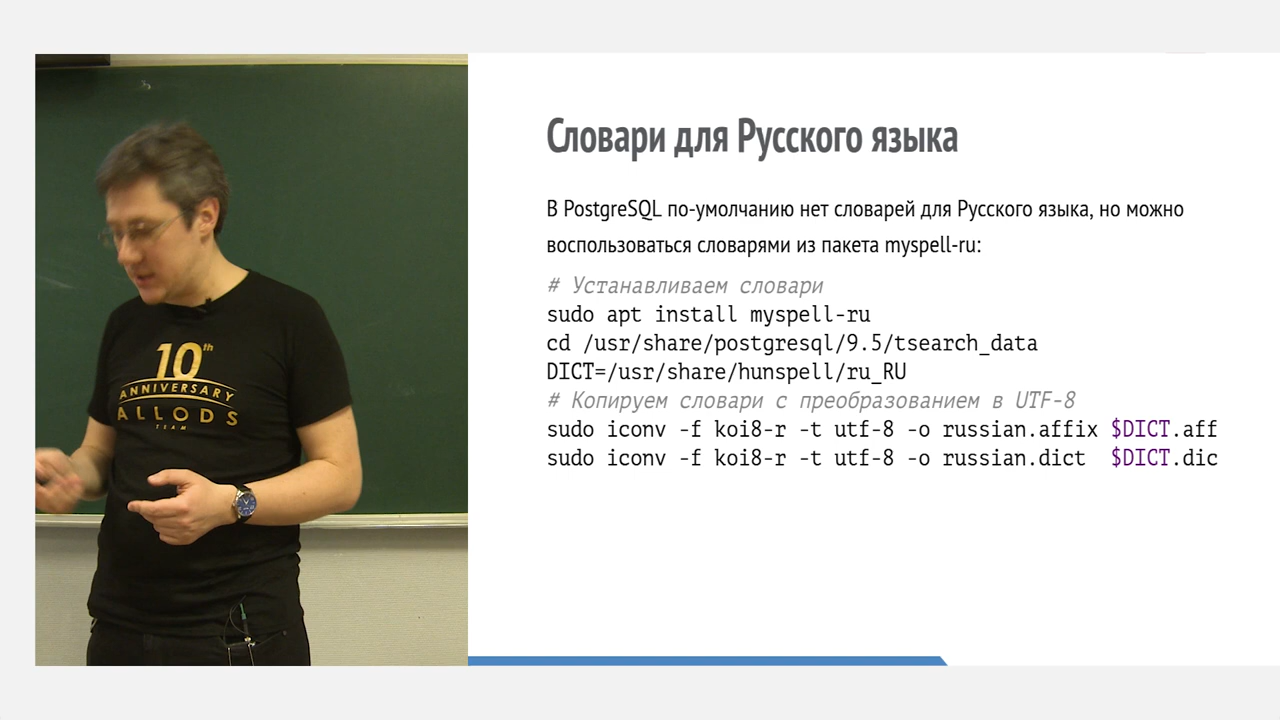 Словари для Русского языка
В PostgreSQL по-умолчанию нет словарей для Русского языка, но можно
воспользоваться словарями из пакета myspell-ru:
# Устанавливаем словари
sudo apt install myspell-ru
cd /usr/share/postgresql/9.5/tsearch_data
DICT=/usr/share/hunspell/ru_RU
# Копируем словари с преобразованием в UTF-8
sudo iconv -f koi8-r -t utf-8 -o russian.affix $DICT.aff
sudo iconv -f koi8-r -t utf-8 -o russian.dict $DICT.dic
10th
ANNIVERSARY
ALLODS
TEAM